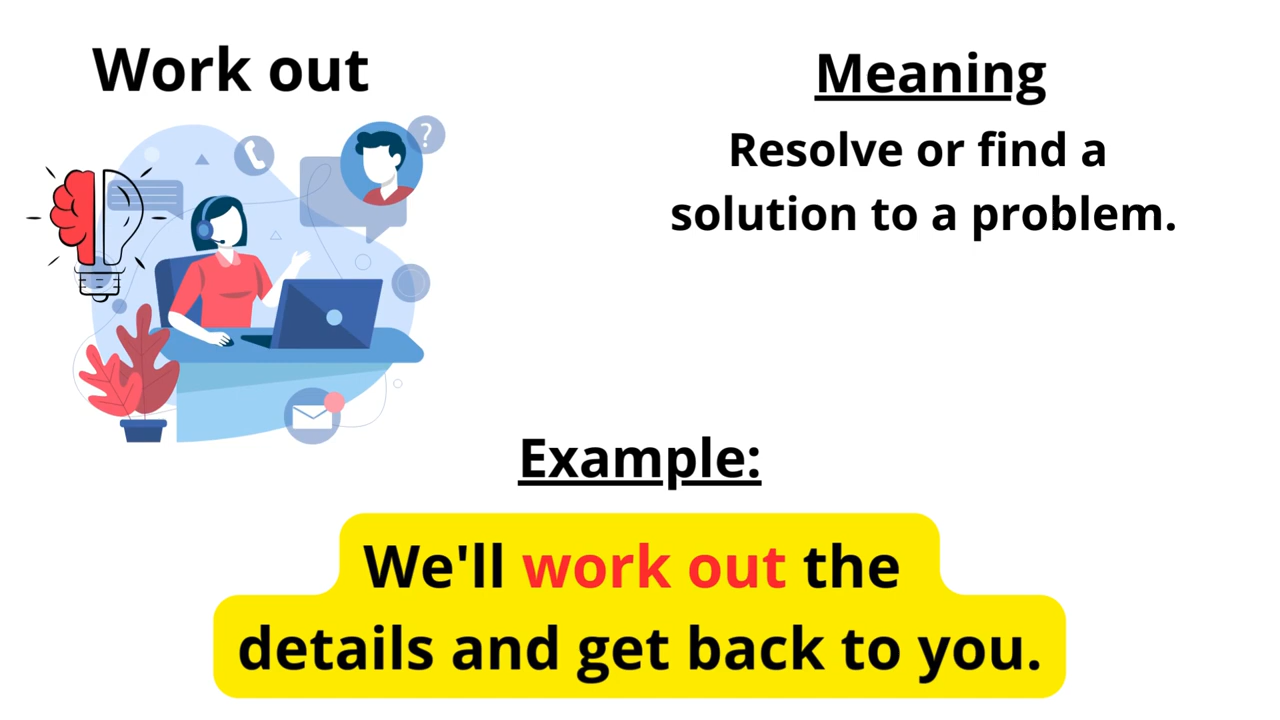 Work out
Meaning
Resolve or find a
solution to a problem.
?
Example:
We'll work out the
details and get back to you.